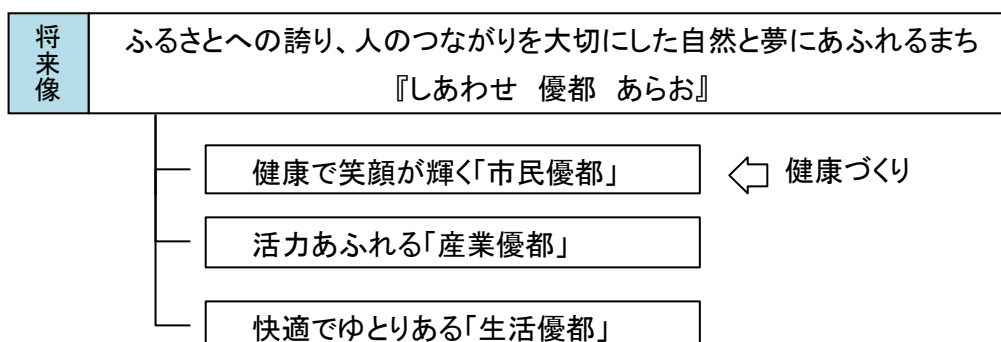 将来像
ふるさとへの誇り、人のつながりを大切にした自然と夢にあふれるまち
『しあわせ 優都 あらお』
健康で笑顔が輝く「市民優都」
健康づくり
活力あふれる「産業優都」
快適でゆとりある「生活優都」